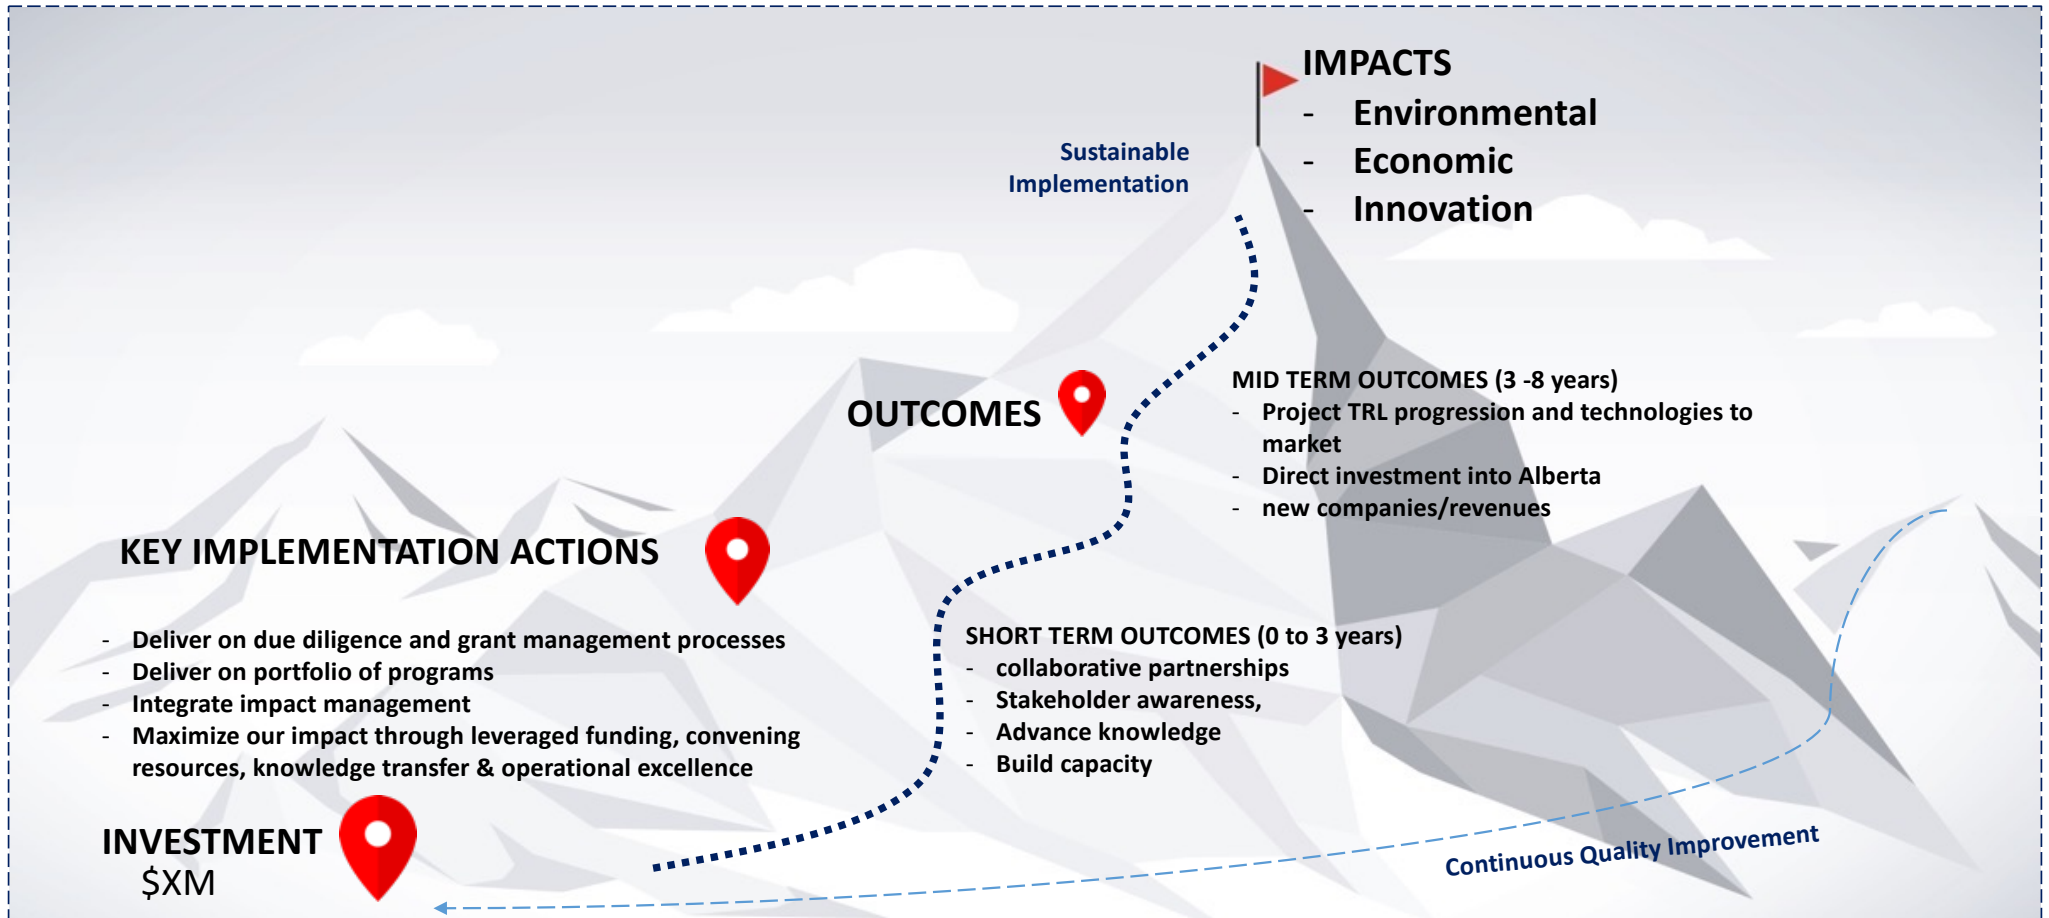 IMPACTS
- Environmental
- Economic
- Innovation
Sustainable
Implementation
OUTCOMES
MID TERM OUTCOMES (3 -8 years)
- Project TRL progression and technologies to
market
- Direct investment into Alberta
- new companies/revenues
KEY IMPLEMENTATION ACTIONS
- Deliver on due diligence and grant management processes
- Deliver on portfolio of programs
- Integrate impact management
- Maximize our impact through leveraged funding, convening
resources, knowledge transfer & operational excellence
SHORT TERM OUTCOMES (0 to 3 years)
- collaborative partnerships
- Stakeholder awareness,
- Advance knowledge
- Build capacity
INVESTMENT
$XM
Continuous Quality Improvement